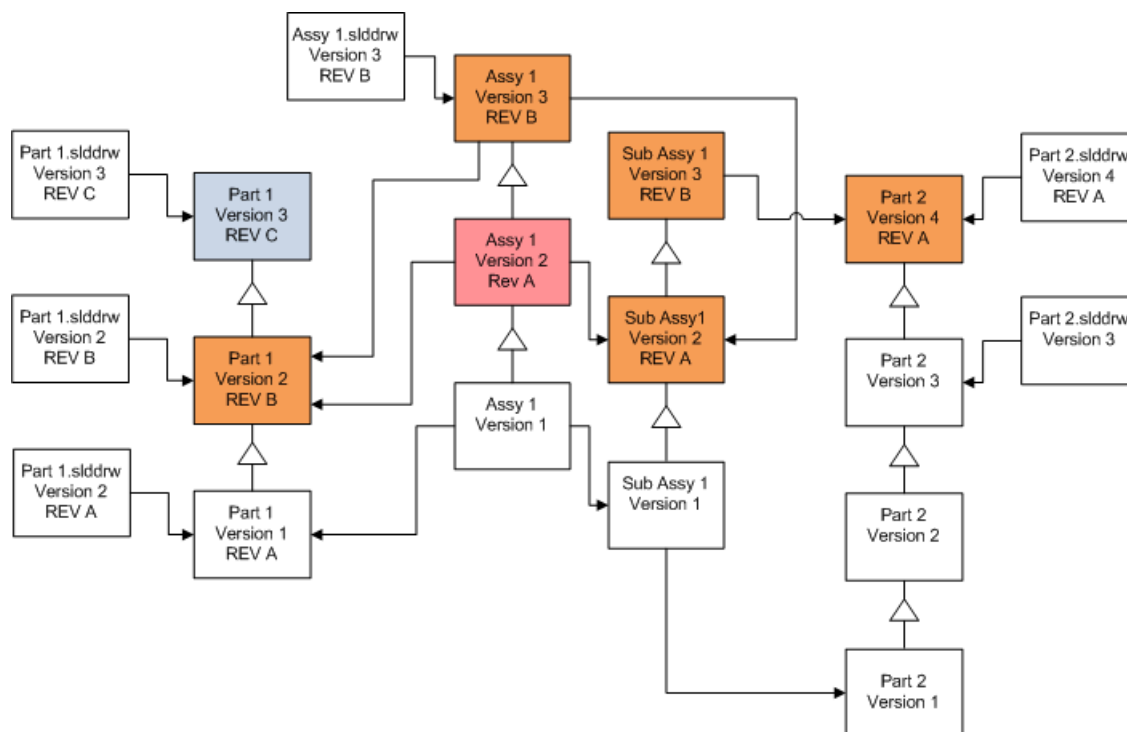 Assy 1.slddrw
Version 3
REV B
Assy 1
Version 3
REV B
Part 1.slddrw
Version 3
REV C
Part 1
Version 3
REV C
Sub Assy 1
Version 3
REV B
Part 2
Version 4
REV A
Part 2.slddrw
Version 4
REV A
Assy 1
Version 2
Rev A
Part 1.slddrw
Version 2
REV B
Part 1
Version 2
REV B
Sub Assy1
Version 2
REV A
Part 2
Version 3
Part 2.slddrw
Version 3
Assy 1
Version 1
Part 1.slddrw
Version 2
REV A
Part 1
Version 1
REV A
Sub Assy 1
Version 1
Part 2
Version 2
Part 2
Version 1